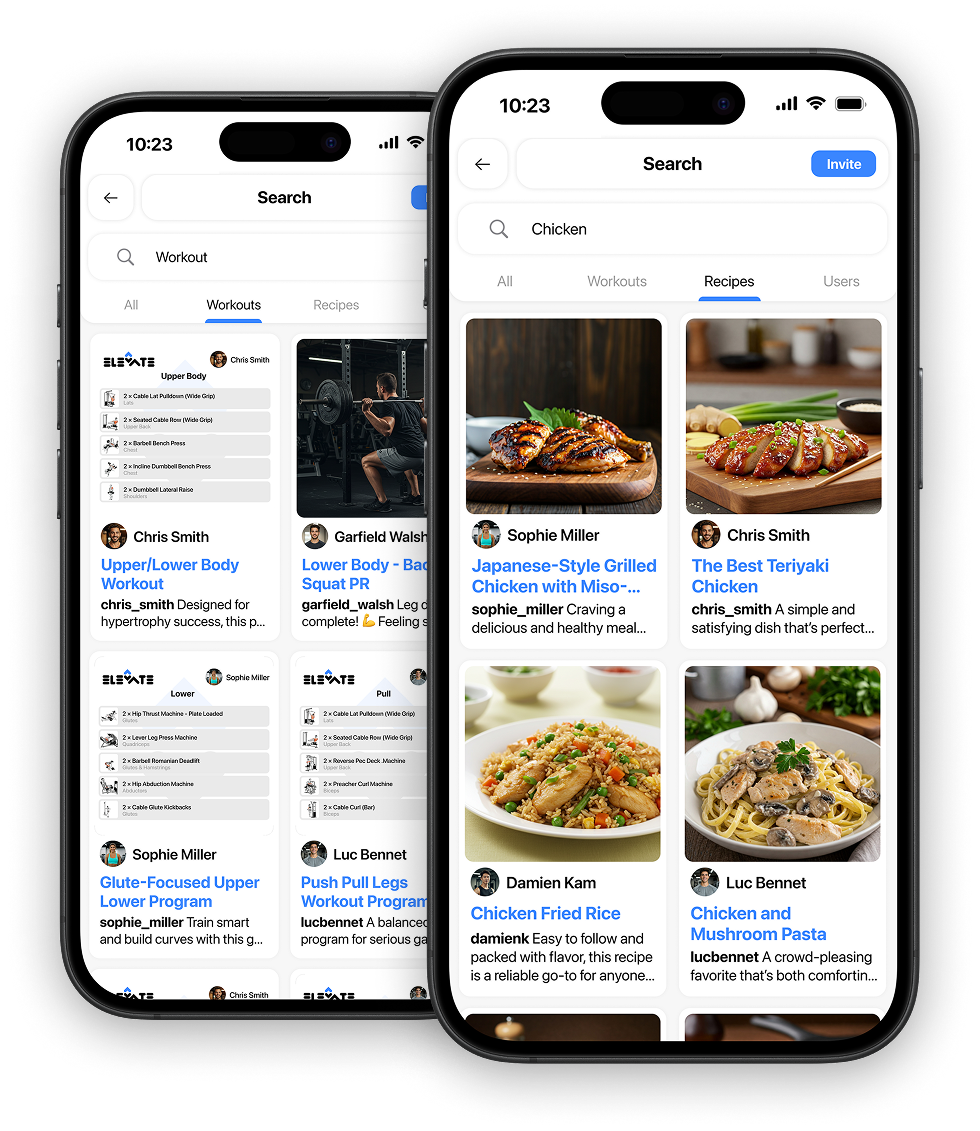 10:23
Search
Workout
All
Workouts
Recipes
ELEVATE
Chris Smith
Upper Body
2 × Cable Lat Pulldown (Wide Grip)
Lats
2 × Seated Cable Row (Wide Grip)
Upper Back
2 × Barbell Bench Press
Chest
2 × Incline Dumbbell Bench Press
Chest
2 × Dumbbell Lateral Raise
Shoulders
Chris Smith
Upper/Lower Body
Workout
chris_smith Designed for
hypertrophy success, this p...
Garfield Walsh
Lower Body - Bac
Squat PR
garfield_walsh Leg d
complete! 💪 Feeling s
ELEVATE
Sophie Miller
Lower
2 × Hip Thrust Machine - Plate Loaded
Glutes
2 × Lever Leg Press Machine
Quadriceps
2 × Barbell Romanian Deadlift
Glutes & Hamstrings
2 × Hip Abduction Machine
Abductors
2 × Cable Glute Kickbacks
Glutes
Sophie Miller
Glute-Focused Upper
Lower Program
sophie_miller Train smart
and build curves with this g...
ELEVATE
Pull
2 × Cable Lat Pulldown (Wide Grip)
Lats
2 × Seated Cable Row (Wide Grip)
Upper Back
2 × Reverse Pec Deck .Machine
Upper Back
2 × Preacher Curl Machine
Biceps
2 × Cable Curl (Bar)
Biceps
Luc Bennet
Push Pull Legs
Workout Program
lucbennet A balanced
program for serious ga
ELEVATE
Chris Smith
ELEVATE
10:23
Search
Invite
Chicken
All
Workouts
Recipes
Users
Sophie Miller
Japanese-Style Grilled
Chicken with Miso-...
sophie_miller Craving a
delicious and healthy meal...
Chris Smith
The Best Teriyaki
Chicken
chris_smith A simple and
satisfying dish that's perfect...
Damien Kam
Chicken Fried Rice
damienk Easy to follow and
packed with flavor, this recipe
is a reliable go-to for anyone...
Luc Bennet
Chicken and
Mushroom Pasta
lucbennet A crowd-pleasing
favorite that's both comfortin...